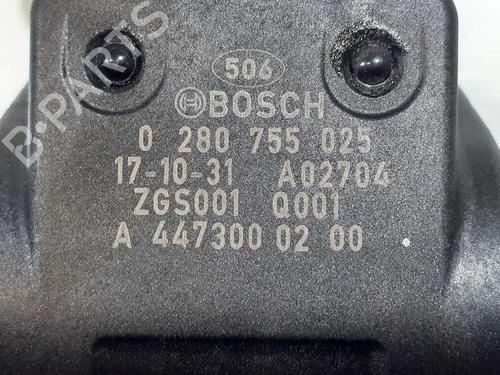 B-PARTS
506
BOSCH
0 280 755 025
17-10-31 A02704
ZGS001 Q001
A 447300 02 00